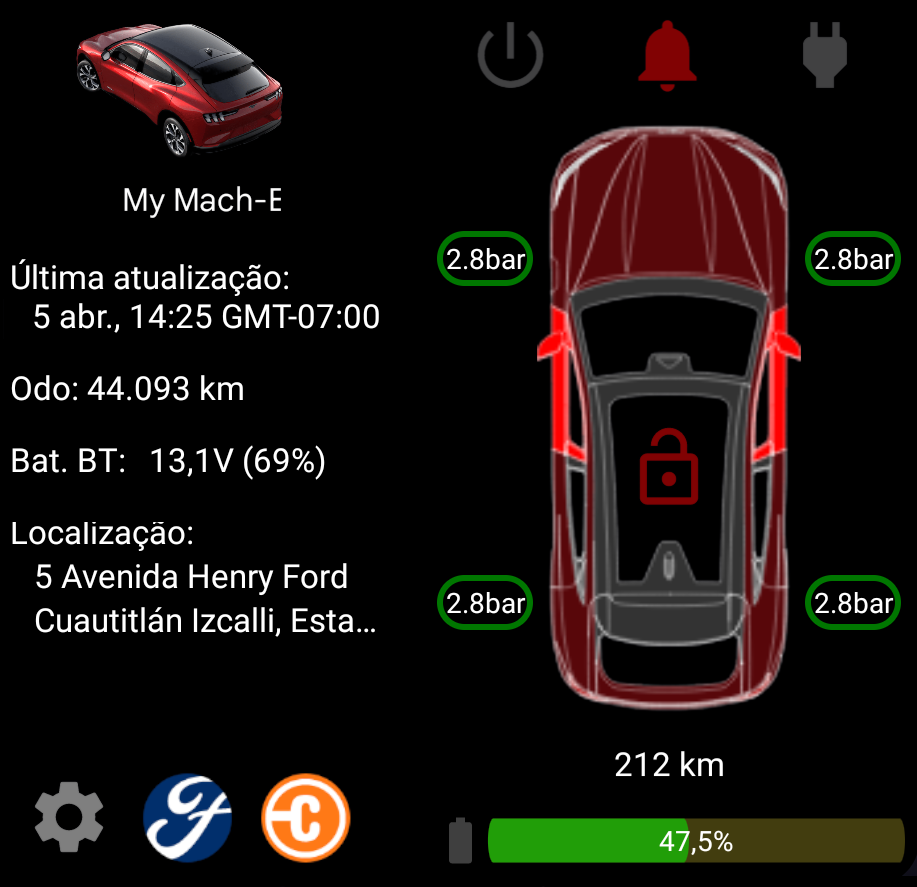 My Mach-E
Última atualização:
5 abr., 14:25 GMT-07:00
Odo: 44.093 km
Bat. BT: 13,1V (69%)
Localização:
5 Avenida Henry Ford
Cuautitlán Izcalli, Esta...
2.8bar
2.8bar
2.8bar
2.8bar
212 km
47,5%